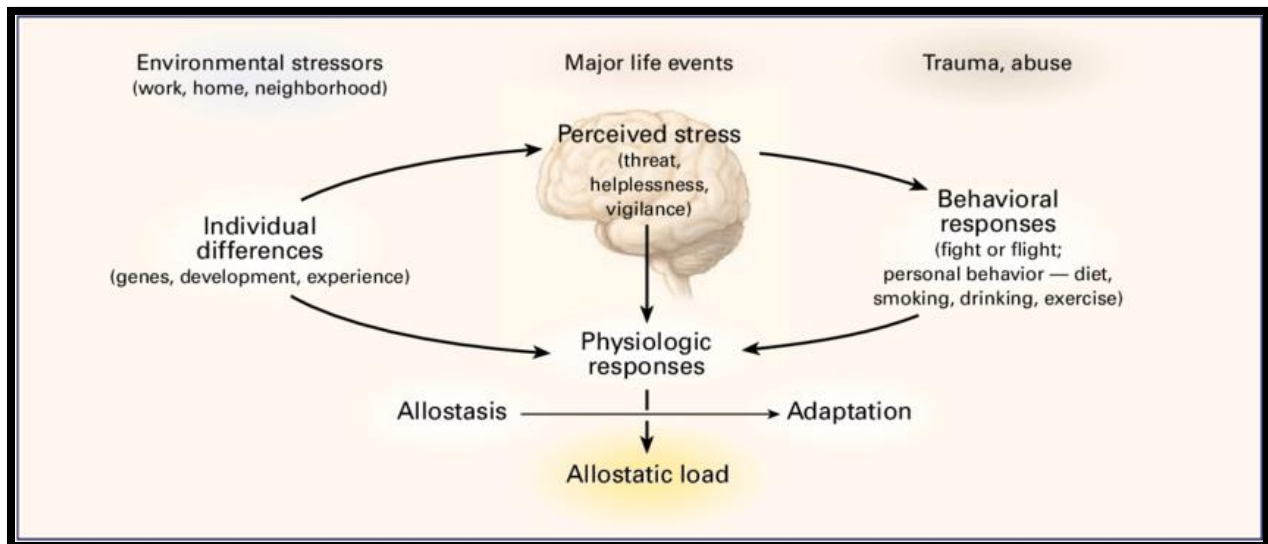 Environmental stressors
(work, home, neighborhood)
Major life events
Trauma, abuse
Perceived stress
(threat,
helplessness,
vigilance)
Individual
differences
(genes, development, experience)
Behavioral
responses
(fight or flight;
personal behavior — diet,
smoking, drinking, exercise)
Physiologic
responses
Allostasis
Adaptation
Allostatic load